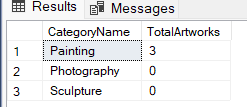 Results Messages
CategoryName TotalArtworks
1 Painting 3
2 Photography 0
3 Sculpture 0